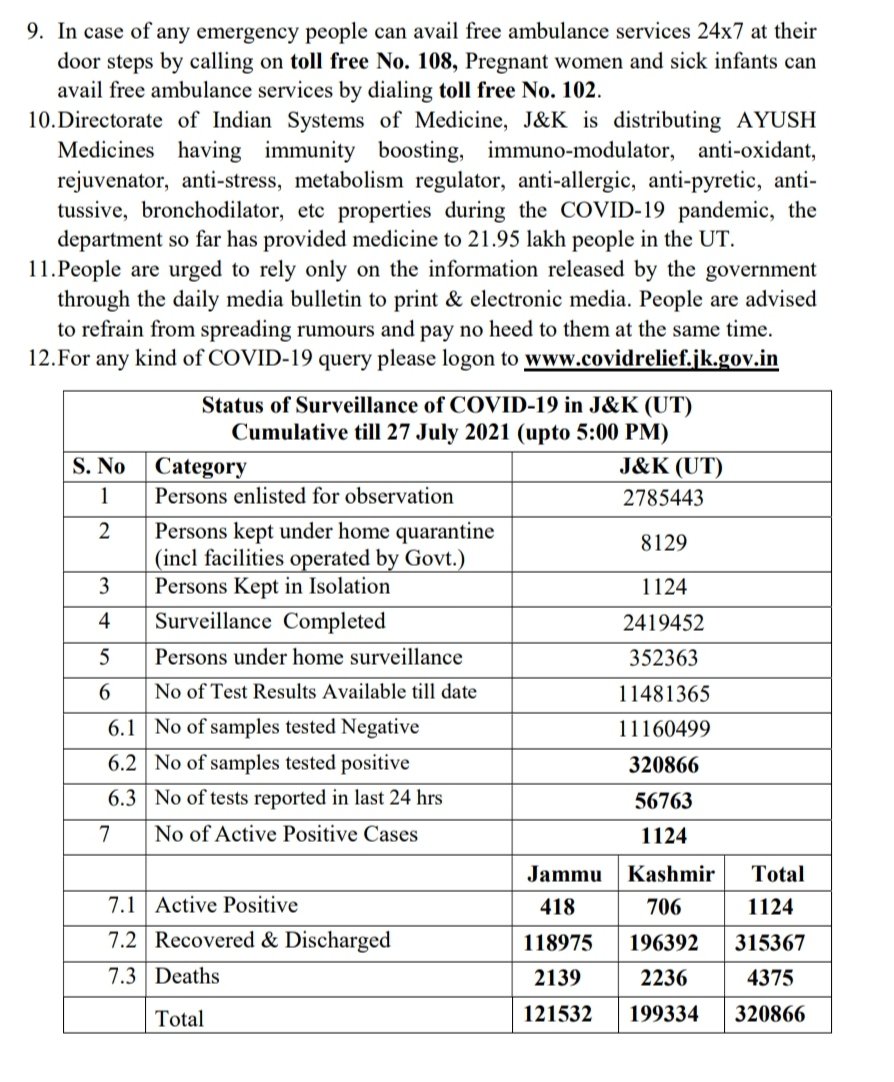 9. In case of any emergency people can avail free ambulance services 24x7 at their
door steps by calling on toll free No. 108, Pregnant women and sick infants can
avail free ambulance services by dialing toll free No. 102.
10.Directorate of Indian Systems of Medicine, J&K is distributing AYUSH
Medicines having immunity boosting, immuno-modulator, anti-oxidant,
rejuvenator, anti-stress, metabolism regulator, anti-allergic, anti-pyretic, anti-
tussive, bronchodilator, etc properties during the COVID-19 pandemic, the
department so far has provided medicine to 21.95 lakh people in the UT.
11.People are urged to rely only on the information released by the government
through the daily media bulletin to print & electronic media. People are advised
to refrain from spreading rumours and pay no heed to them at the same time.
12.For any kind of COVID-19 query please logon to www.covidrelief.jk.gov.in
Status of Surveillance of COVID-19 in J&K (UT)
Cumulative till 27 July 2021 (upto 5:00 PM)
S. No Category J&K (UT)
1 Persons enlisted for observation 2785443
2 Persons kept under home quarantine
(incl facilities operated by Govt.) 8129
3 Persons Kept in Isolation 1124
4 Surveillance Completed 2419452
5 Persons under home surveillance 352363
6 No of Test Results Available till date 11481365
6.1 No of samples tested Negative 11160499
6.2 No of samples tested positive 320866
6.3 No of tests reported in last 24 hrs 56763
7 No of Active Positive Cases 1124
Jammu Kashmir Total
7.1 Active Positive 418 706 1124
7.2 Recovered & Discharged 118975 196392 315367
7.3 Deaths 2139 2236 4375
Total 121532 199334 320866